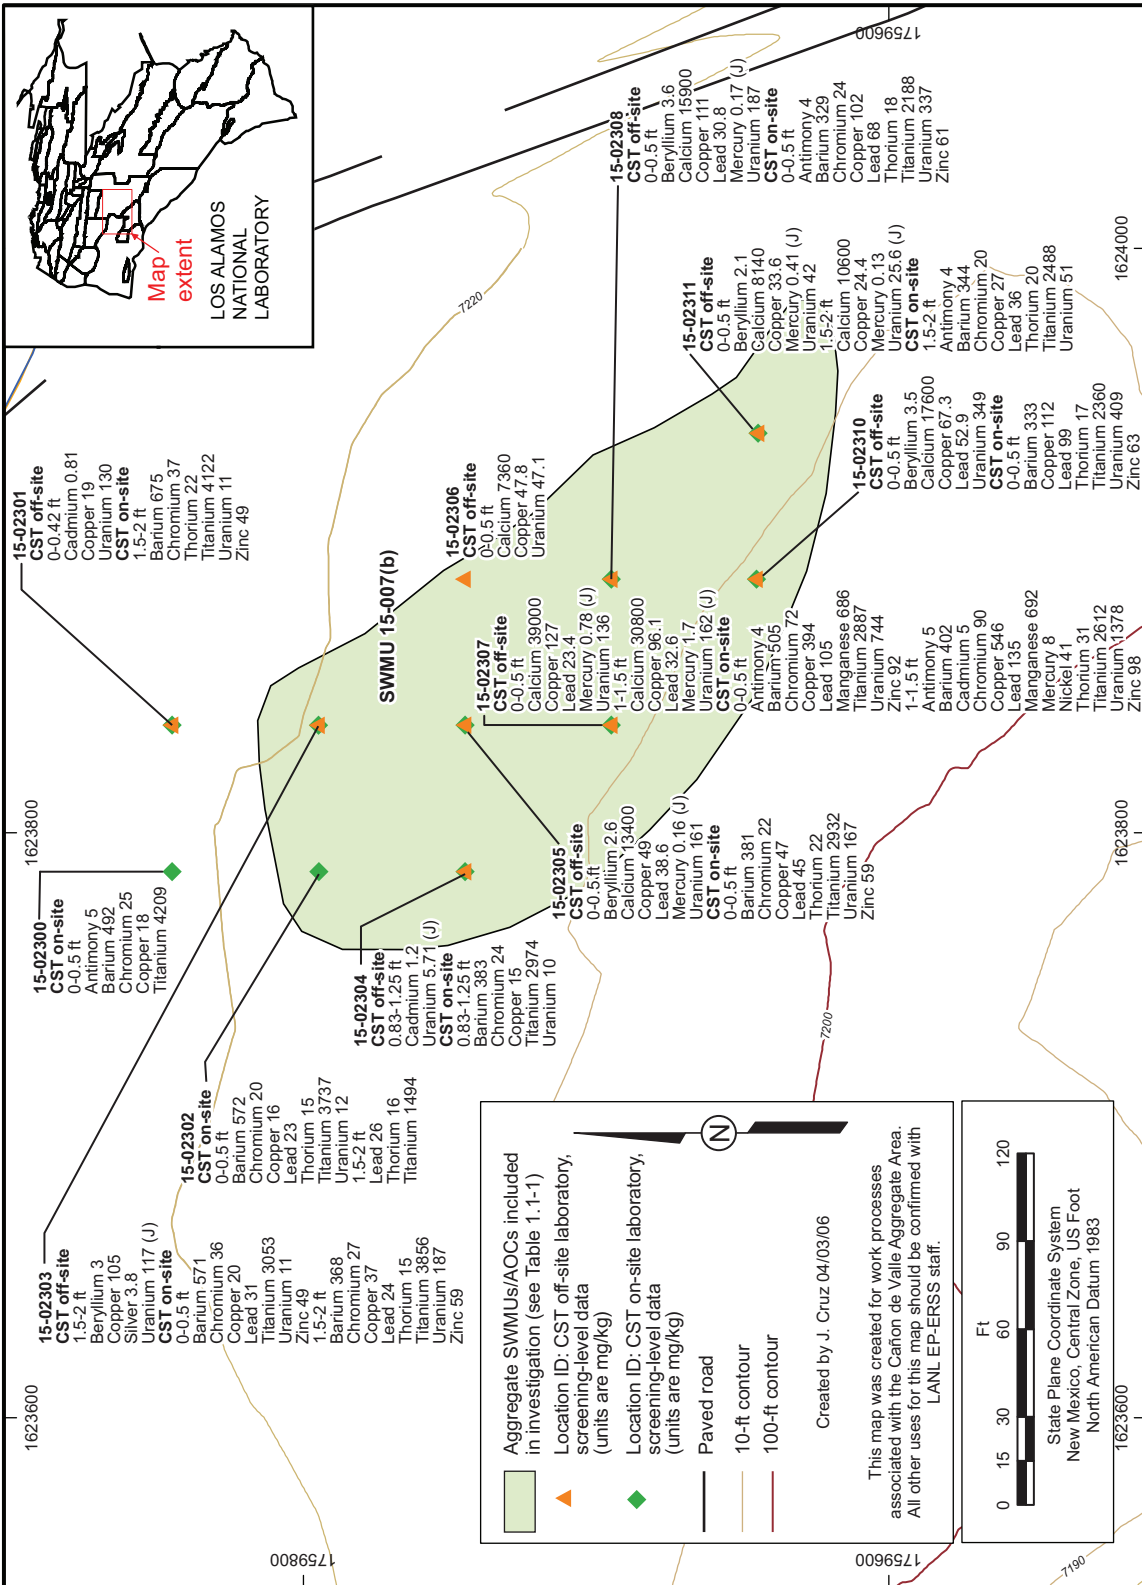 1623600
1623800
1624000
1759800
1759600
15-02303
CST off-site
1.5-2 ft
Beryllium 3
Copper 105
Silver 3.8
Uranium 117 (J)
CST on-site
0-0.5 ft
Barium 571
Chromium 36
Copper 20
Lead 31
Titanium 3053
Uranium 11
Zinc 49
1.5-2 ft
Barium 368
Chromium 27
Copper 37
Lead 24
Thorium 15
Titanium 3856
Uranium 187
Zinc 59
15-02300
CST on-site
0-0.5 ft
Antimony 5
Barium 492
Chromium 25
Copper 18
Titanium 4209
15-02301
CST off-site
0-0.42 ft
Cadmium 0.81
Copper 19
Uranium 130
CST on-site
1.5-2 ft
Barium 675
Chromium 37
Thorium 22
Titanium 4122
Uranium 11
Zinc 49
Map
extent
LOS ALAMOS
NATIONAL
LABORATORY
15-02302
CST on-site
0-0.5 ft
Barium 572
Chromium 20
Copper 16
Lead 23
Thorium 15
Titanium 3737
Uranium 12
1.5-2 ft
Lead 26
Thorium 16
Titanium 1494
15-02304
CST off-site
0.83-1.25 ft
Cadmium 1.2
Uranium 5.71 (J)
CST on-site
0.83-1.25 ft
Barium 383
Chromium 24
Copper 15
Titanium 2974
Uranium 10
SWMU 15-007(b)
15-02306
CST off-site
0-0.5 ft
Calcium 7360
Copper 47.8
Uranium 47.1
7220
15-02307
CST off-site
0-0.5 ft
Calcium 39000
Copper 127
Lead 23.4
Mercury 0.78 (J)
Uranium 136
1-1.5 ft
Calcium 30800
Copper 96.1
Lead 32.6
Mercury 1.7
Uranium 162 (J)
CST on-site
0-0.5 ft
Antimony 4
Barium 505
Chromium 72
Copper 394
Lead 105
Manganese 686
Titanium 2887
Uranium 744
Zinc 92
1-1.5 ft
Antimony 5
Barium 402
Cadmium 5
Chromium 90
Copper 546
Lead 135
Manganese 692
Mercury 8
Nickel 41
Thorium 31
Titanium 2612
Uranium 1378
Zinc 98
15-02305
CST off-site
0-0.5 ft
Beryllium 2.6
Calcium 13400
Copper 49
Lead 38.6
Mercury 0.16 (J)
Uranium 161
CST on-site
0-0.5 ft
Barium 381
Chromium 22
Copper 47
Lead 45
Thorium 22
Titanium 2932
Uranium 167
Zinc 59
15-02308
CST off-site
0-0.5 ft
Beryllium 3.6
Calcium 15900
Copper 111
Lead 30.8
Mercury 0.17 (J)
Uranium 187
CST on-site
0-0.5 ft
Antimony 4
Barium 329
Chromium 24
Copper 102
Lead 68
Thorium 18
Titanium 2188
Uranium 337
Zinc 61
15-02311
CST off-site
0-0.5 ft
Beryllium 2.1
Calcium 8140
Copper 33.6
Mercury 0.41 (J)
Uranium 42
1.5-2 ft
Calcium 10600
Copper 24.4
Mercury 0.13
Uranium 25.6 (J)
CST on-site
1.5-2 ft
Antimony 4
Barium 344
Chromium 20
Copper 27
Lead 36
Thorium 20
Titanium 2488
Uranium 51
15-02310
CST off-site
0-0.5 ft
Beryllium 3.5
Calcium 17600
Copper 67.3
Lead 52.9
Uranium 349
CST on-site
0-0.5 ft
Barium 333
Copper 112
Lead 99
Thorium 17
Titanium 2360
Uranium 409
Zinc 63
7200
7190
Aggregate SWMUs/AOCs included
in investigation (see Table 1.1-1)
Location ID: CST off-site laboratory,
screening-level data
(units are mg/kg)
Location ID: CST on-site laboratory,
screening-level data
(units are mg/kg)
Paved road
10-ft contour
100-ft contour
N
Created by J. Cruz 04/03/06
This map was created for work processes
associated with the Cañon de Valle Aggregate Area.
All other uses for this map should be confirmed with
LANL EP-ERSS staff.
Ft
0 15 30 60 90 120
State Plane Coordinate System
New Mexico, Central Zone, US Foot
North American Datum 1983
1623600
1623800
1624000
1759600